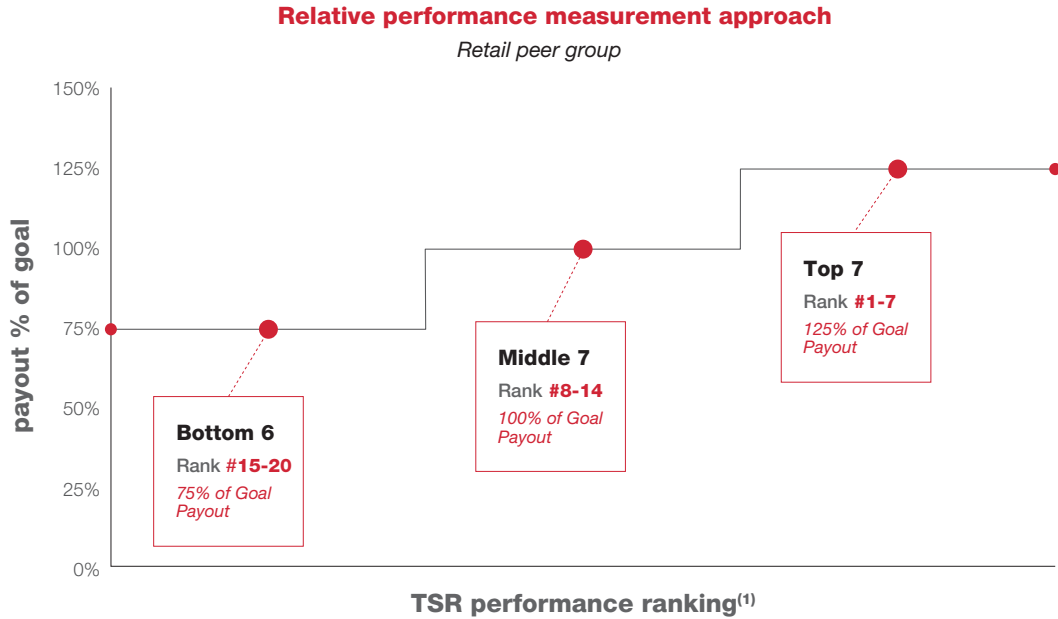 Relative performance measurement approach
Retail peer group
payout % of goal
150%
125%
100%
75%
50%
25%
0%
Bottom 6
Rank #15-20
75% of Goal
Payout
Middle 7
Rank #8-14
100% of Goal
Payout
Top 7
Rank #1-7
125% of Goal
Payout
TSR performance ranking(1)